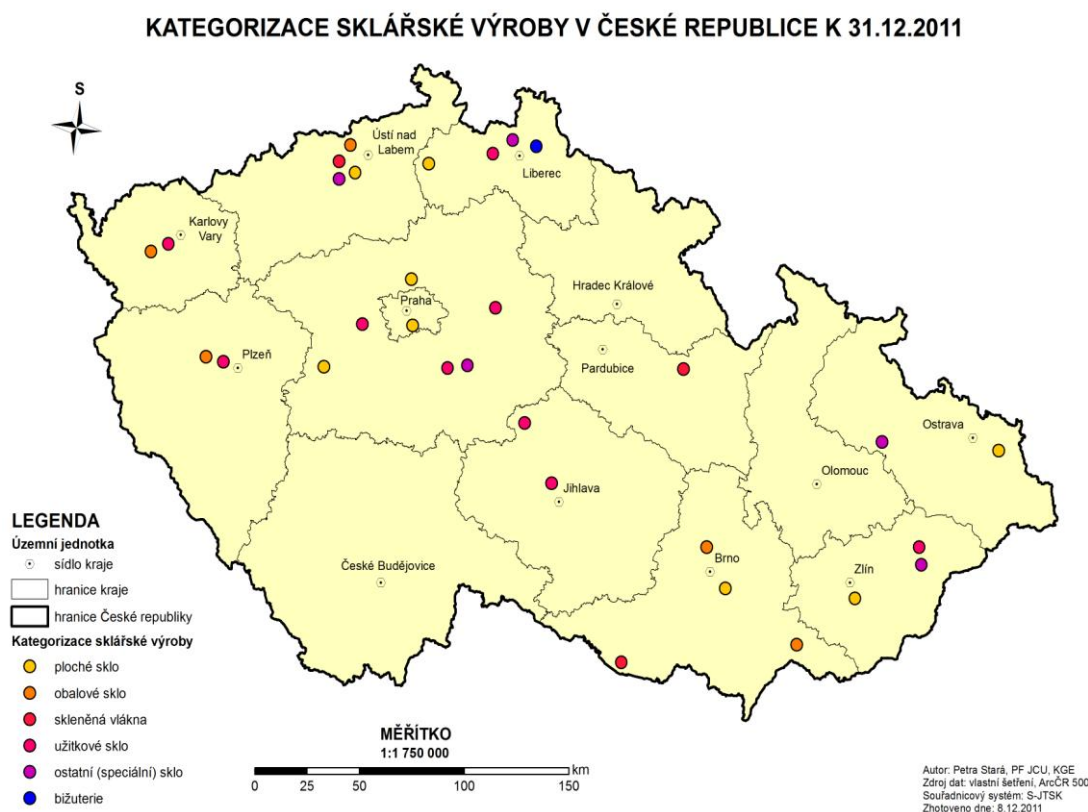 KATEGORIZACE SKLÁŘSKÉ VÝROBY V ČESKÉ REPUBLICE K 31.12.2011
S
Ústí nad
Labem
Liberec
Karlovy
Vary
Hradec Králové
Praha
Pardubice
Plzeň
Ostrava
Olomouc
Jihlava
Brno
Zlín
České Budějovice
LEGENDA
Územní jednotka
sídlo kraje
hranice kraje
hranice České republiky
Kategorizace sklářské výroby
ploché sklo
obalové sklo
skleněná vlákna
užitkové sklo
ostatní (speciální) sklo
bižuterie
MĚŘÍTKO
1:1 750 000
km
0 50 100 150
Autor: Petra Stará, PF JCU, KGE
Zdroj dat: vlastní šetření, ArcČR 500
Souřadnicový systém: S-JTSK
Zhotoveno dne: 8.12.2011